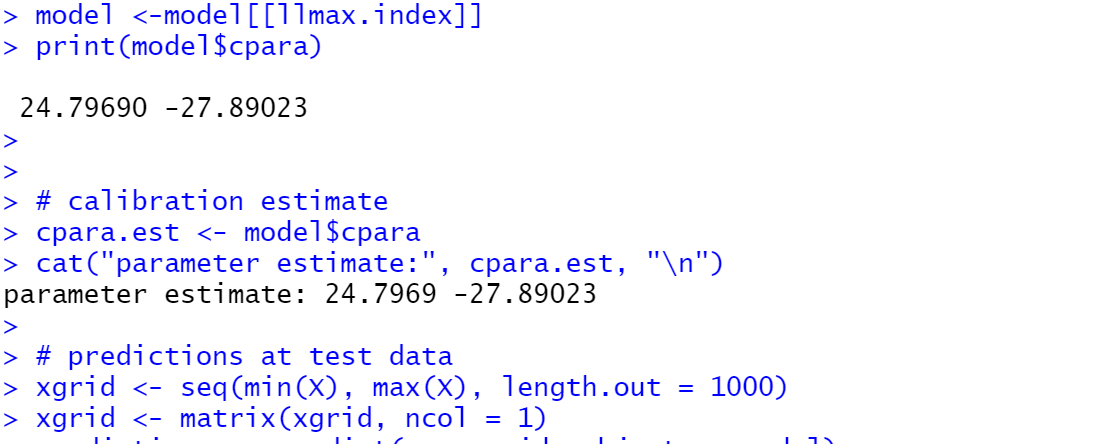 > model <-model[[llmax.index]]
> print(model$cpara)
24.79690 -27.89023
>
>
> # calibration estimate
> cpara.est <- model$cpara
> cat("parameter estimate:", cpara.est, "\n")
parameter estimate: 24.7969 -27.89023
>
> # predictions at test data
> xgrid <- seq(min(X), max(X), length.out = 1000)
> xgrid <- matrix(xgrid, ncol = 1)